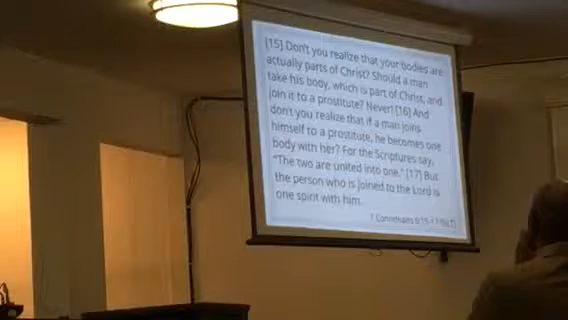 [15] Don't you realize that your bodies are
actually parts of Christ? Should a man
take his body, which is part of Christ, and
join it to a prostitute? Never! [16] And
don't you realize that if a man joins
himself to a prostitute, he becomes one
body with her? For the Scriptures say,
"The two are united into one." [17] But
the person who is joined to the Lord is
one spirit with him.
1 Corinthians 6:15-17 (NLT)